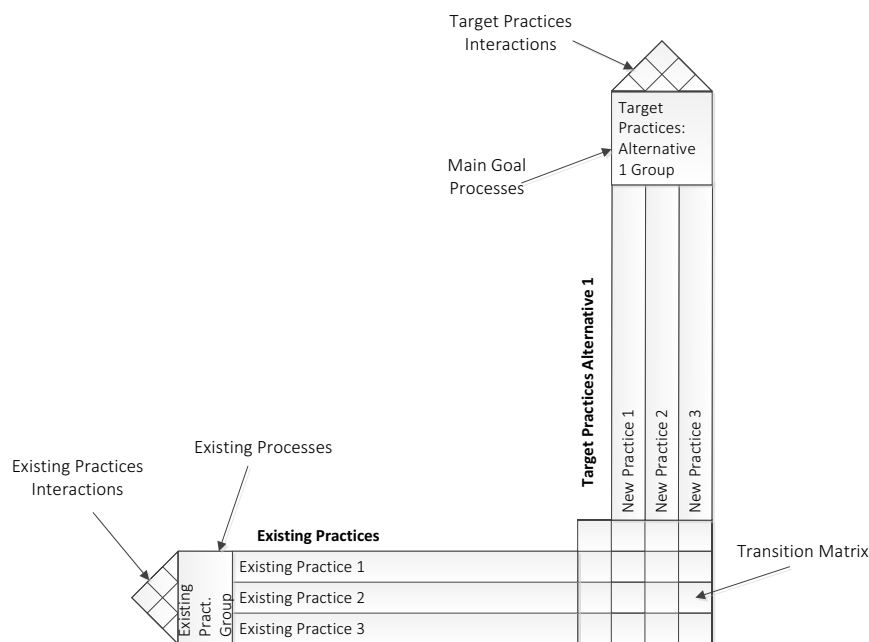 Target Practices
Interactions
Target
Practices:
Alternative
1 Group
Main Goal
Processes
Target Practices Alternative 1
New Practice 1
New Practice 2
New Practice 3
Existing Processes
Existing Practices
Interactions
Existing Practices
Transition Matrix
Existing
Pract.
Group
Existing Practice 1
Existing Practice 2
Existing Practice 3